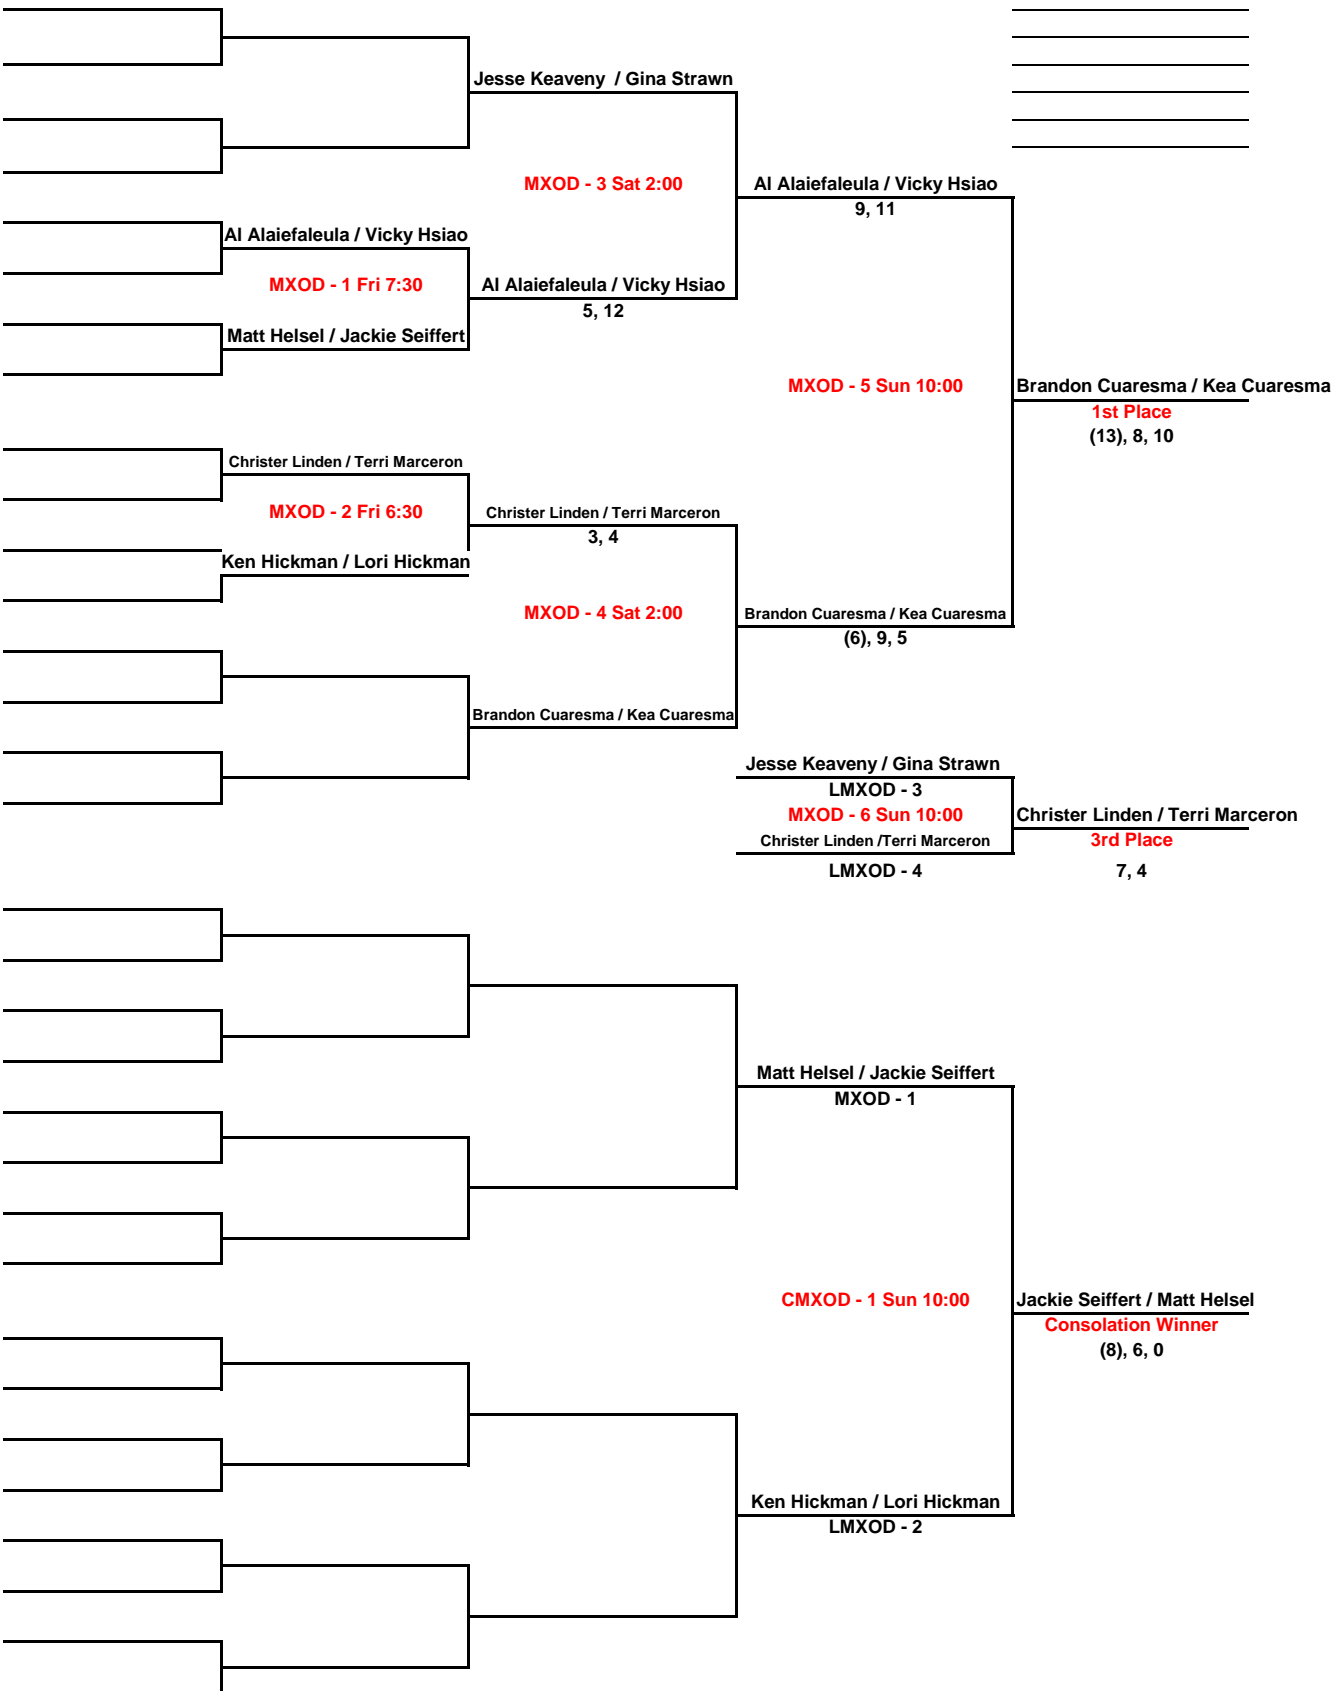 Jesse Keaveny  / Gina Strawn
MXOD - 3 Sat 2:00
Al Alaiefaleula / Vicky Hsiao
9, 11
Al Alaiefaleula / Vicky Hsiao
MXOD - 1 Fri 7:30
Al Alaiefaleula / Vicky Hsiao
5, 12
Matt Helsel / Jackie Seiffert
MXOD - 5 Sun 10:00
Brandon Cuaresma / Kea Cuaresma
1st Place
(13), 8, 10
Christer Linden / Terri Marceron
MXOD - 2 Fri 6:30
Christer Linden / Terri Marceron
3, 4
Ken Hickman / Lori Hickman
MXOD - 4 Sat 2:00
Brandon Cuaresma / Kea Cuaresma
(6), 9, 5
Brandon Cuaresma / Kea Cuaresma
Jesse Keaveny / Gina Strawn
LMXOD - 3
MXOD - 6 Sun 10:00
Christer Linden / Terri Marceron
Christer Linden /Terri Marceron
3rd Place
LMXOD - 4
7, 4
Matt Helsel / Jackie Seiffert
MXOD - 1
CMXOD - 1 Sun 10:00
Jackie Seiffert / Matt Helsel
Consolation Winner
(8), 6, 0
Ken Hickman / Lori Hickman
LMXOD - 2